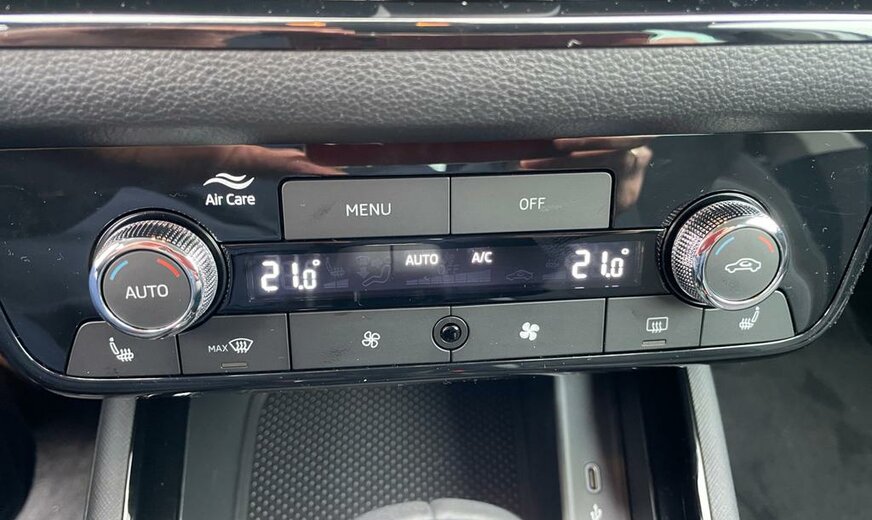 Air Care
MENU
OFF
21.0°
AUTO
A/C
21.0°
AUTO
MAX